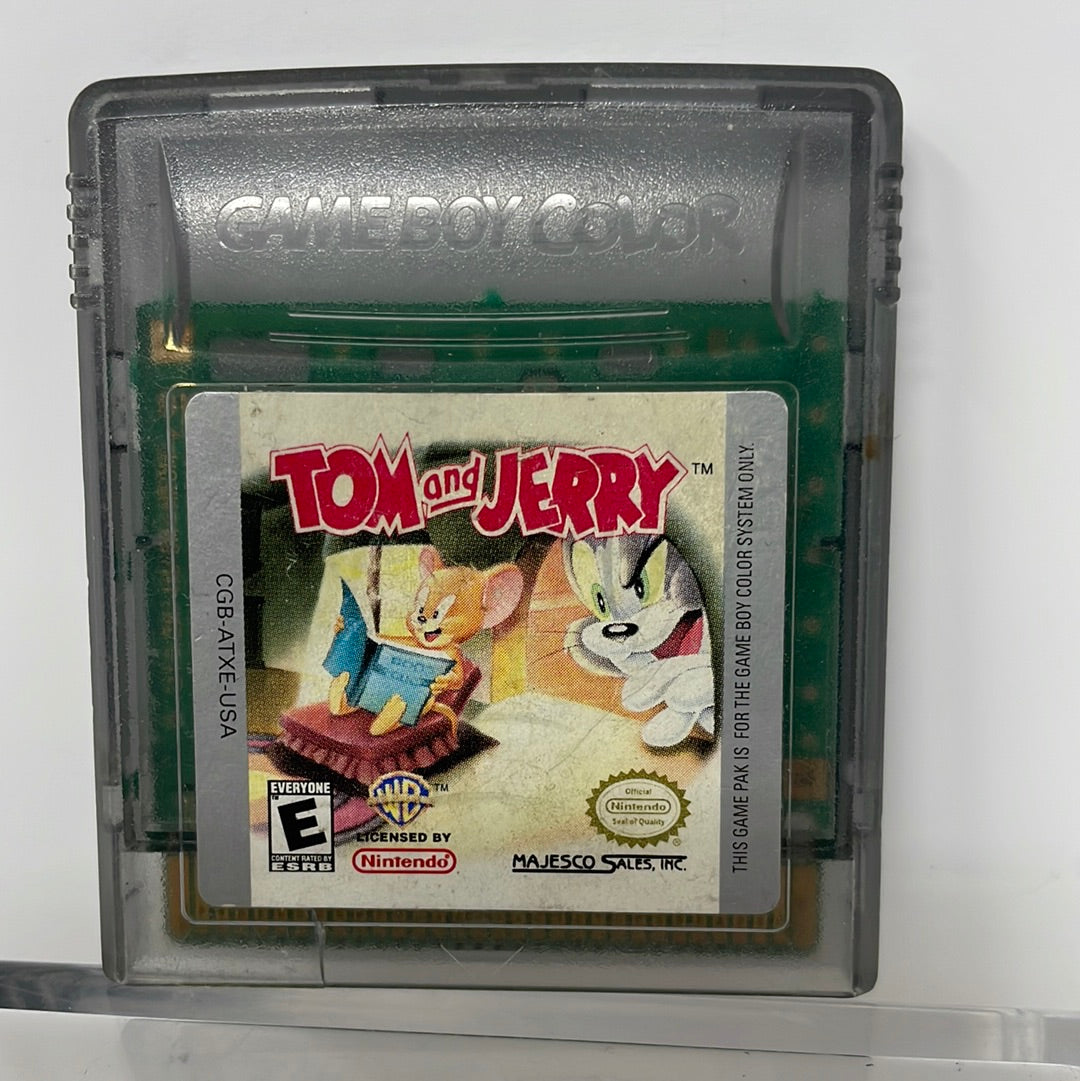 GAME BOY COLOR
TOM and JERRY TM
CGB-ATXE-USA
THIS GAME PAK IS FOR THE GAME BOY COLOR SYSTEM ONLY.
EVERYONE
TM
E
CONTENT RATED BY
ESRB
WB TM
LICENSED BY
Nintendo®
Official
Nintendo
Seal of Quality
®
MAJESCO SALES, INC.